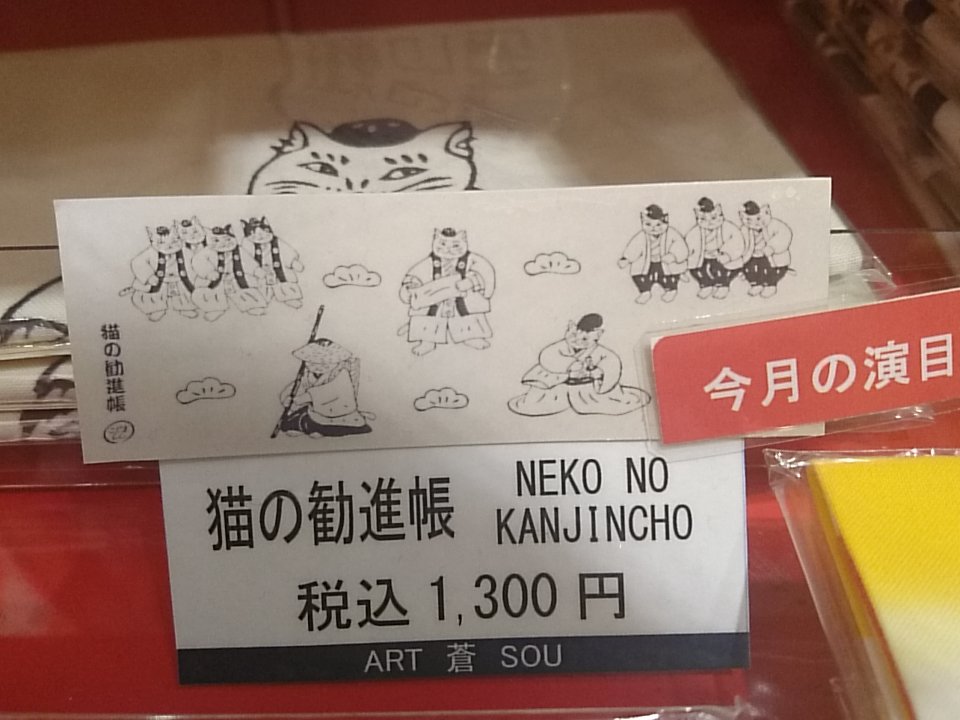 猫の勧進帳
今月の演目
猫の勧進帳
NEKO NO
KANJINCHO
税込 1,300 円
ART 蒼 SOU